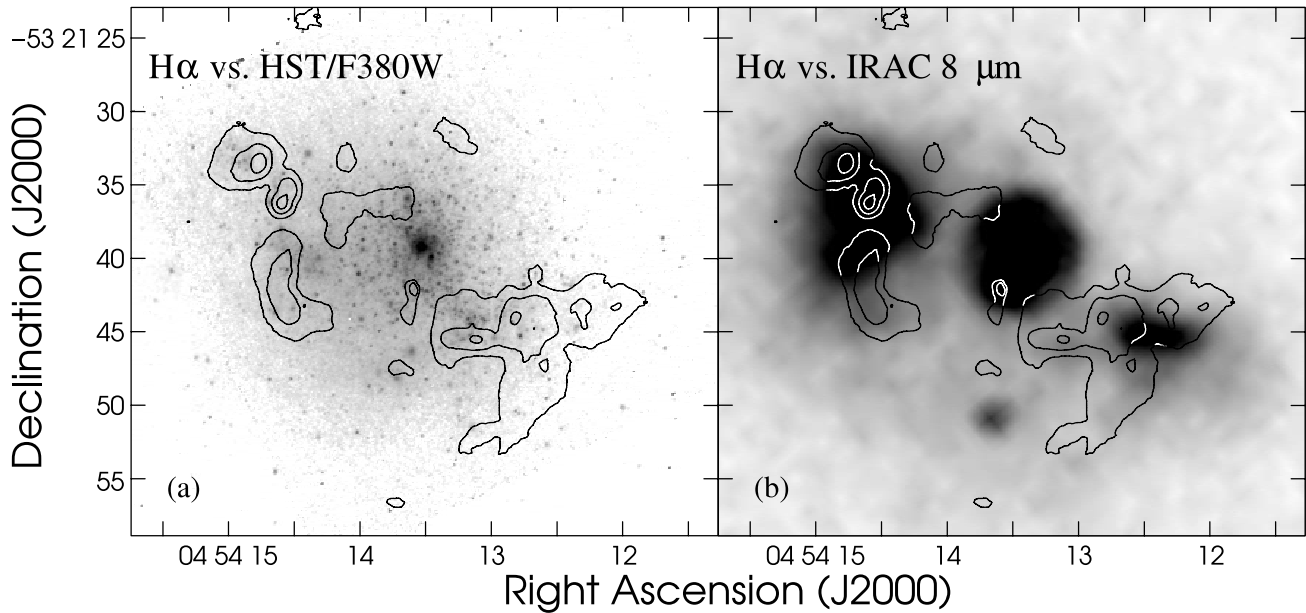 Hα vs. HST/F380W
Hα vs. IRAC 8 μm
−53 21 25
30
35
40
45
50
55
Declination (J2000)
(a)
(b)
04 54 15
14
13
12
04 54 15
14
13
12
Right Ascension (J2000)